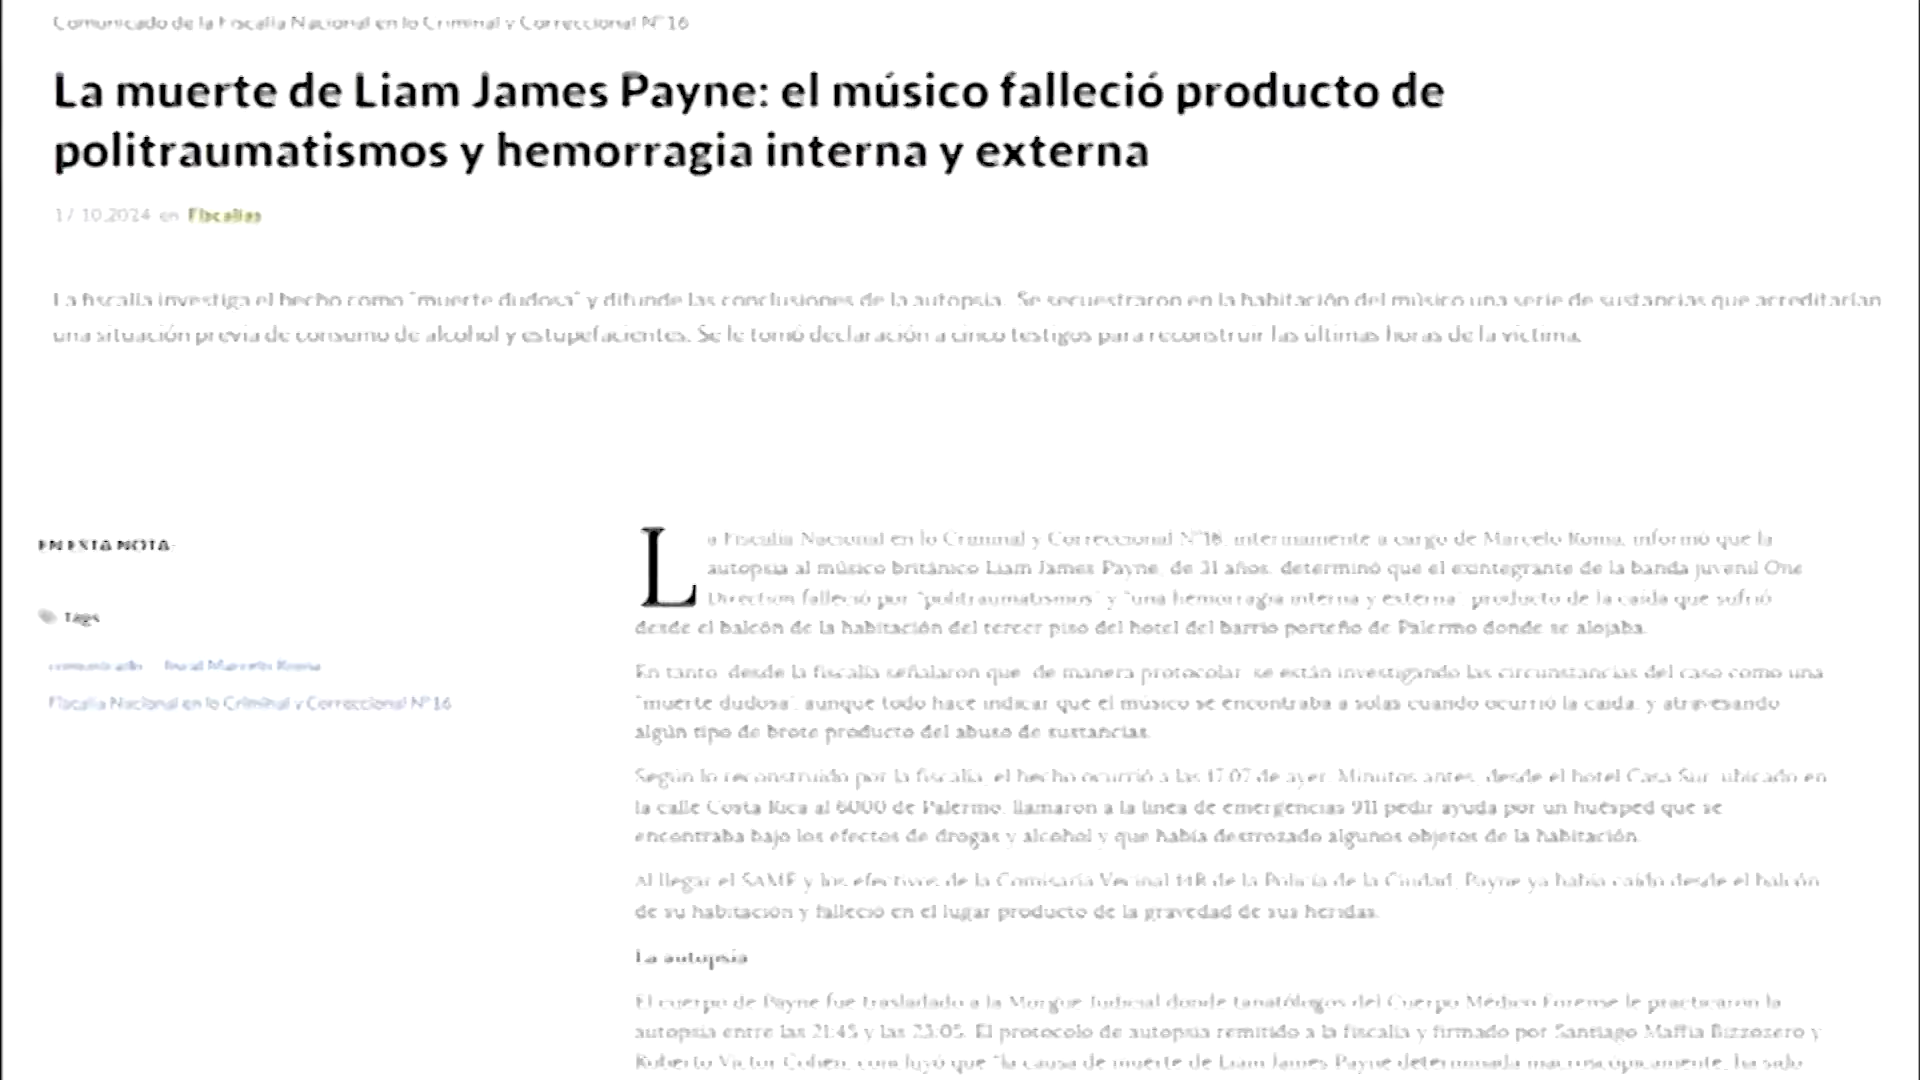 Comunicado de la Fiscalía Nacional en lo Criminal y Correccional N° 16
La muerte de Liam James Payne: el músico falleció producto de
politraumatismos y hemorragia interna y externa
17.10.2024 en Fiscalías
La fiscalía investiga el hecho como "muerte dudosa" y difunde las conclusiones de la autopsia. Se secuestraron en la habitación del músico una serie de sustancias que acreditarían
una situación previa de consumo de alcohol y estupefacientes. Se le tomó declaración a cinco testigos para reconstruir las últimas horas de la víctima.
EN ESTA NOTA:
Tags
comunicado fiscal Marcelo Roma
Fiscalía Nacional en lo Criminal y Correccional N° 16
La Fiscalía Nacional en lo Criminal y Correccional N°16, interinamente a cargo de Marcelo Roma, informó que la
autopsia al músico británico Liam James Payne, de 31 años, determinó que el exintegrante de la banda juvenil One
Direction falleció por "politraumatismos" y "una hemorragia interna y externa" producto de la caída que sufrió
desde el balcón de la habitación del tercer piso del hotel del barrio porteño de Palermo donde se alojaba.
En tanto, desde la fiscalía señalaron que, de manera protocolar, se están investigando las circunstancias del caso como una
"muerte dudosa", aunque todo hace indicar que el músico se encontraba a solas cuando ocurrió la caída, y atravesando
algún tipo de brote producto del abuso de sustancias.
Según lo reconstruido por la fiscalía, el hecho ocurrió a las 17.07 de ayer. Minutos antes, desde el hotel Casa Sur, ubicado en
la calle Costa Rica al 6000 de Palermo, llamaron a la línea de emergencias 911 pedir ayuda por un huésped que se
encontraba bajo los efectos de drogas y alcohol y que había destrozado algunos objetos de la habitación.
Al llegar el SAME y los efectivos de la Comisaría Vecinal 14B de la Policía de la Ciudad, Payne ya había caído desde el balcón
de su habitación y falleció en el lugar producto de la gravedad de sus heridas.
La autopsia
El cuerpo de Payne fue trasladado a la Morgue Judicial donde tanatólogos del Cuerpo Médico Forense le practicaron la
autopsia entre las 21:45 y las 23.05. El protocolo de autopsia remitido a la fiscalía y firmado por Santiago Maffia Bizzozero y
Roberto Víctor Cohen, concluyó que "la causa de muerte de Liam James Payne determinada macroscópicamente, ha sido